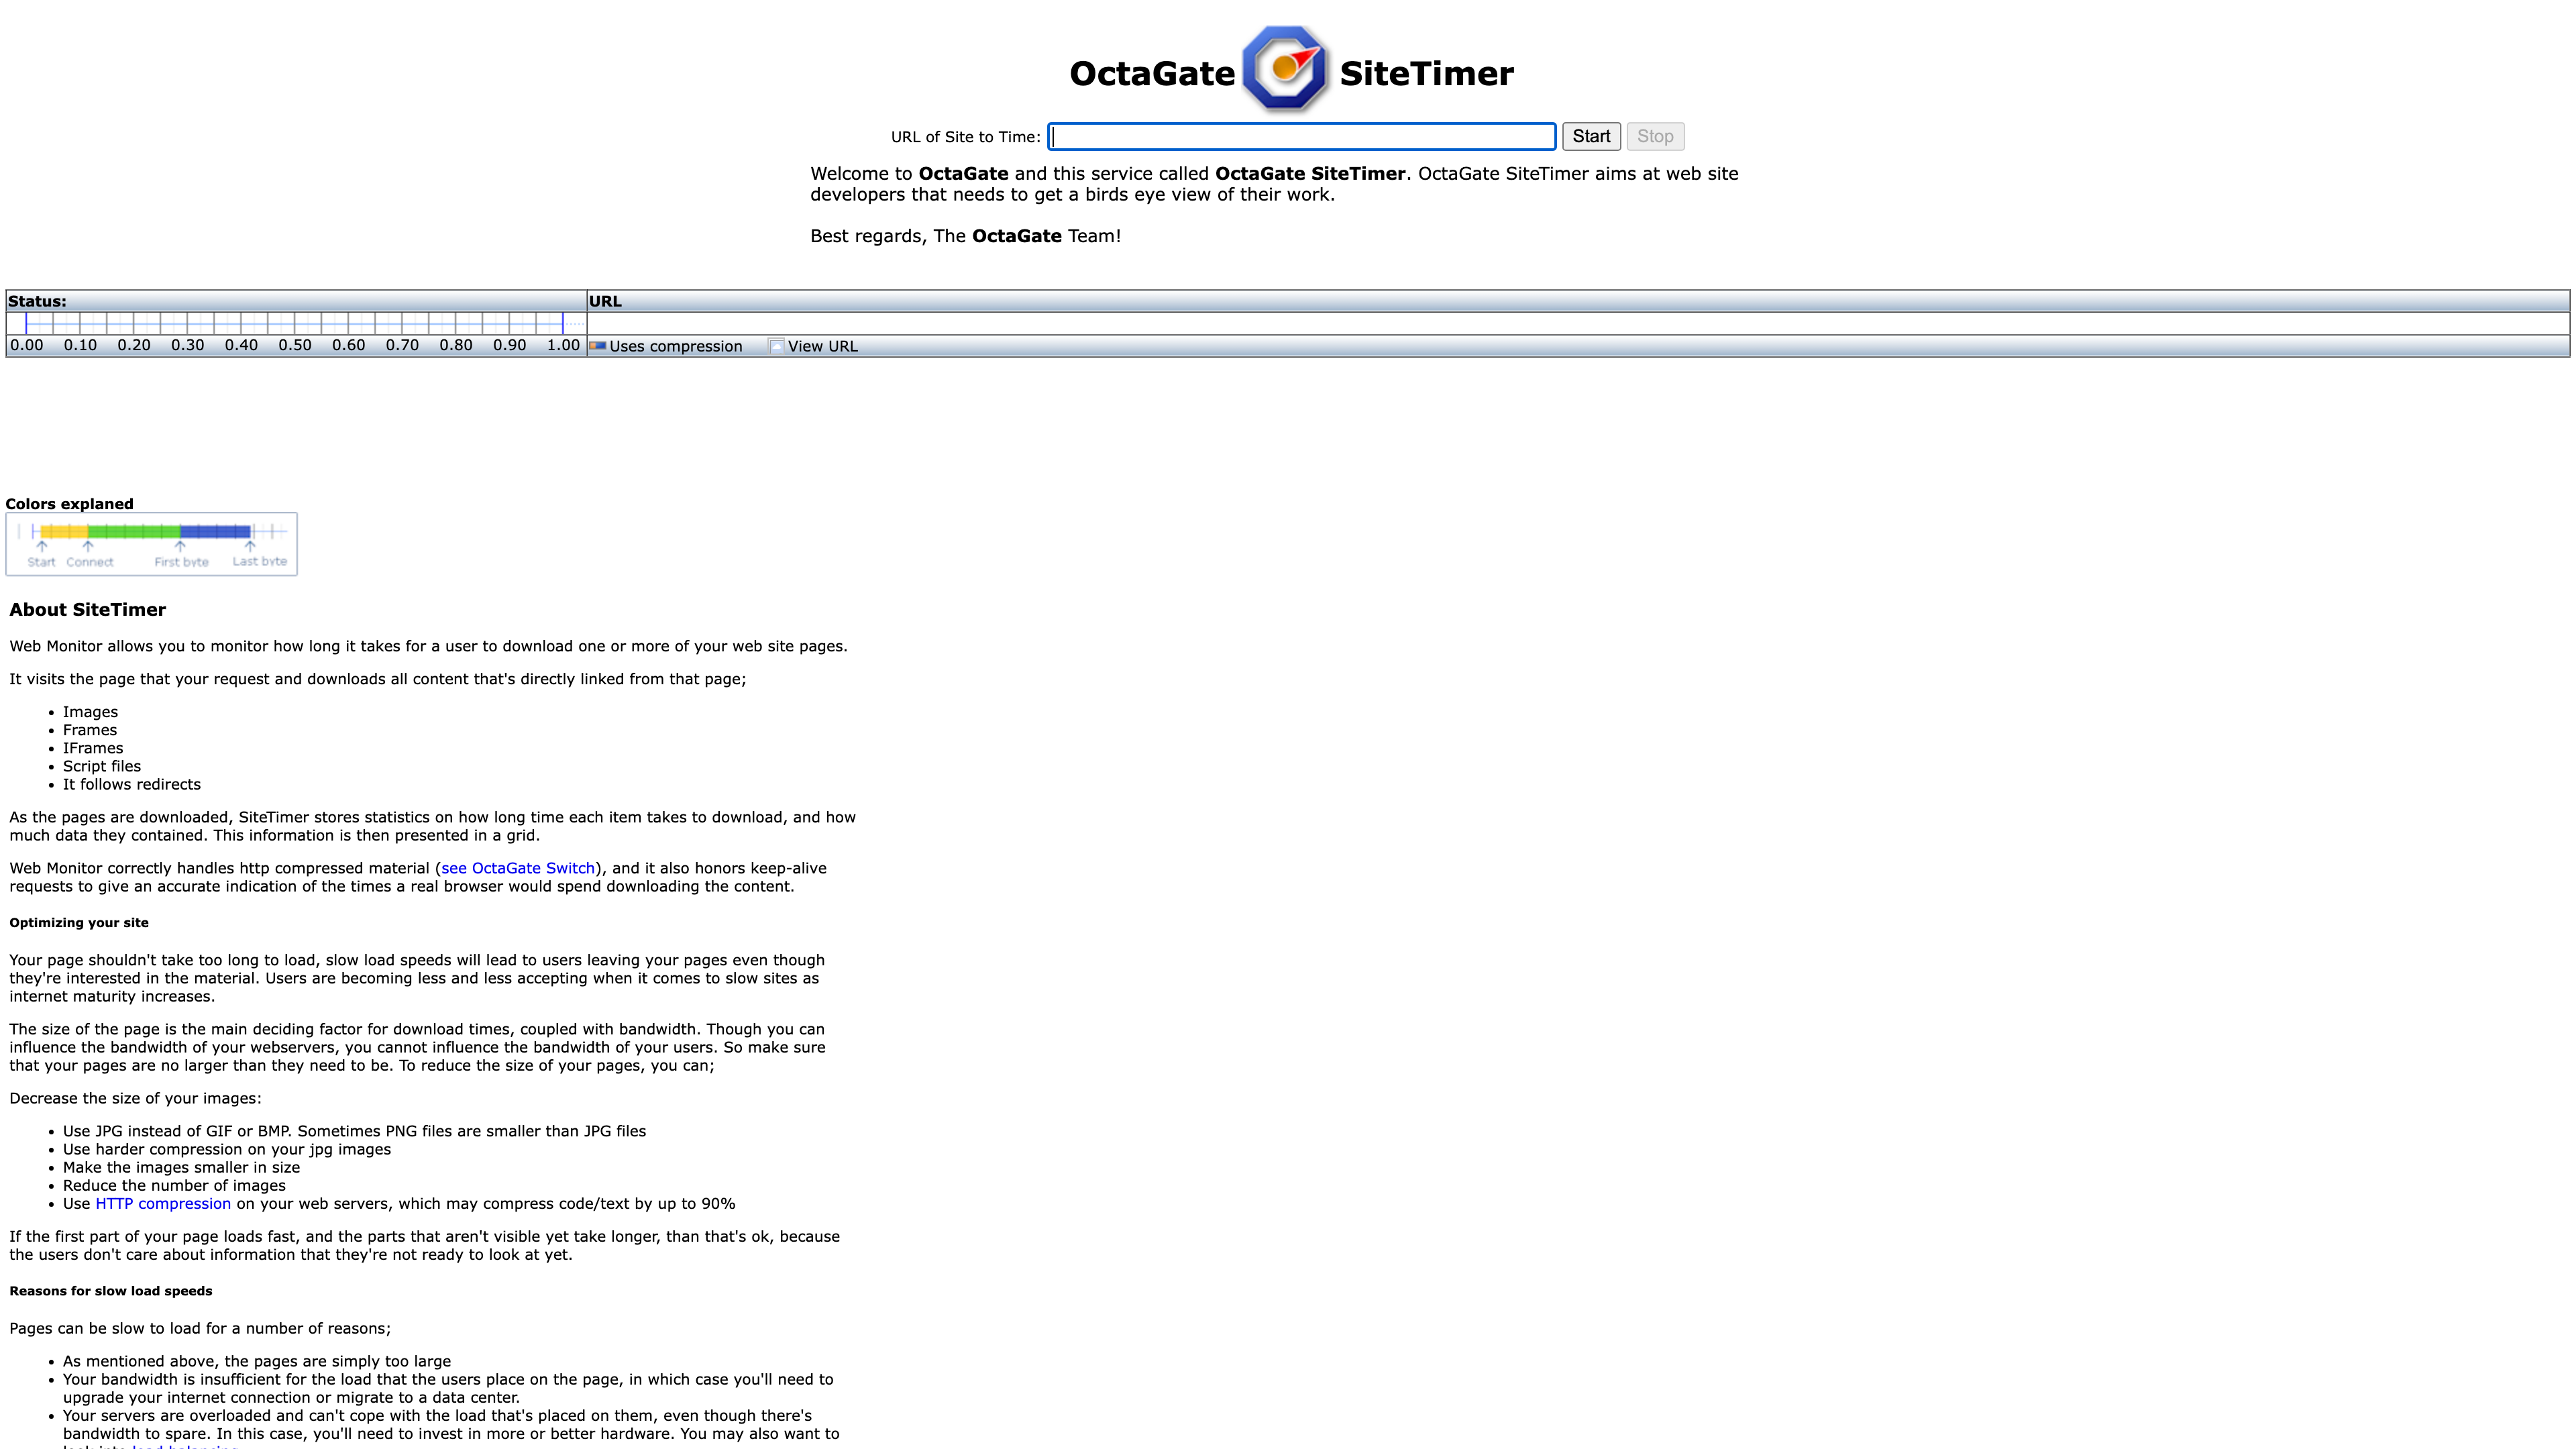 OctaGate SiteTimer
URL of Site to Time: Start Stop
Welcome to OctaGate and this service called OctaGate SiteTimer. OctaGate SiteTimer aims at web site
developers that needs to get a birds eye view of their work.
Best regards, The OctaGate Team!
Status: URL
0.00 0.10 0.20 0.30 0.40 0.50 0.60 0.70 0.80 0.90 1.00 Uses compression View URL
Colors explaned
Start Connect First byte Last byte
About SiteTimer
Web Monitor allows you to monitor how long it takes for a user to download one or more of your web site pages.
It visits the page that your request and downloads all content that's directly linked from that page;
• Images
• Frames
• IFrames
• Script files
• It follows redirects
As the pages are downloaded, SiteTimer stores statistics on how long time each item takes to download, and how
much data they contained. This information is then presented in a grid.
Web Monitor correctly handles http compressed material (see OctaGate Switch), and it also honors keep-alive
requests to give an accurate indication of the times a real browser would spend downloading the content.
Optimizing your site
Your page shouldn't take too long to load, slow load speeds will lead to users leaving your pages even though
they're interested in the material. Users are becoming less and less accepting when it comes to slow sites as
internet maturity increases.
The size of the page is the main deciding factor for download times, coupled with bandwidth. Though you can
influence the bandwidth of your webservers, you cannot influence the bandwidth of your users. So make sure
that your pages are no larger than they need to be. To reduce the size of your pages, you can;
Decrease the size of your images:
• Use JPG instead of GIF or BMP. Sometimes PNG files are smaller than JPG files
• Use harder compression on your jpg images
• Make the images smaller in size
• Reduce the number of images
• Use HTTP compression on your web servers, which may compress code/text by up to 90%
If the first part of your page loads fast, and the parts that aren't visible yet take longer, than that's ok, because
the users don't care about information that they're not ready to look at yet.
Reasons for slow load speeds
Pages can be slow to load for a number of reasons;
• As mentioned above, the pages are simply too large
• Your bandwidth is insufficient for the load that the users place on the page, in which case you'll need to
upgrade your internet connection or migrate to a data center.
• Your servers are overloaded and can't cope with the load that's placed on them, even though there's
bandwidth to spare. In this case, you'll need to invest in more or better hardware. You may also want to